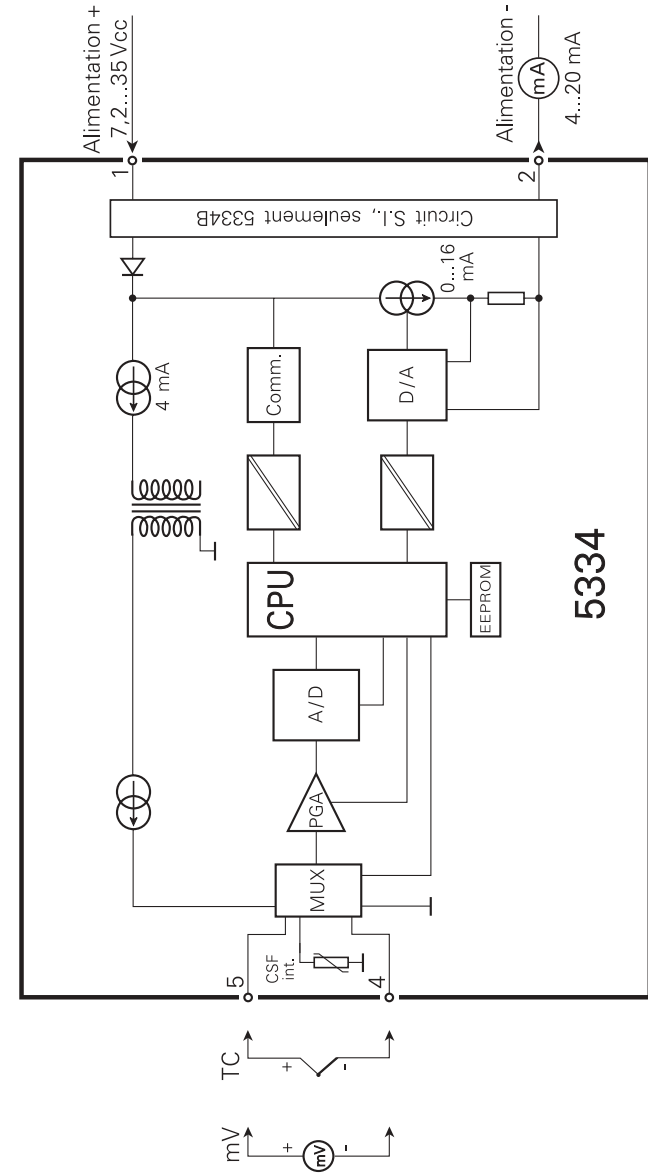 mV
+
mV
-
TC
+
-
5
4
CSF
int.
MUX
PGA
A/D
CPU
EEPROM
4 mA
Comm.
D/A
0...16
mA
Circuit S.I., seulement 5334B
1
2
Alimentation +
7,2...35 Vcc
Alimentation -
mA
4...20 mA
5334